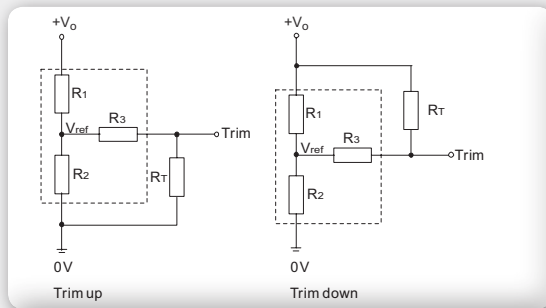 +Vo
R1
Vref
R3
Trim
R2
RT
0V
Trim up
+Vo
R1
RT
Vref
R3
Trim
R2
0V
Trim down